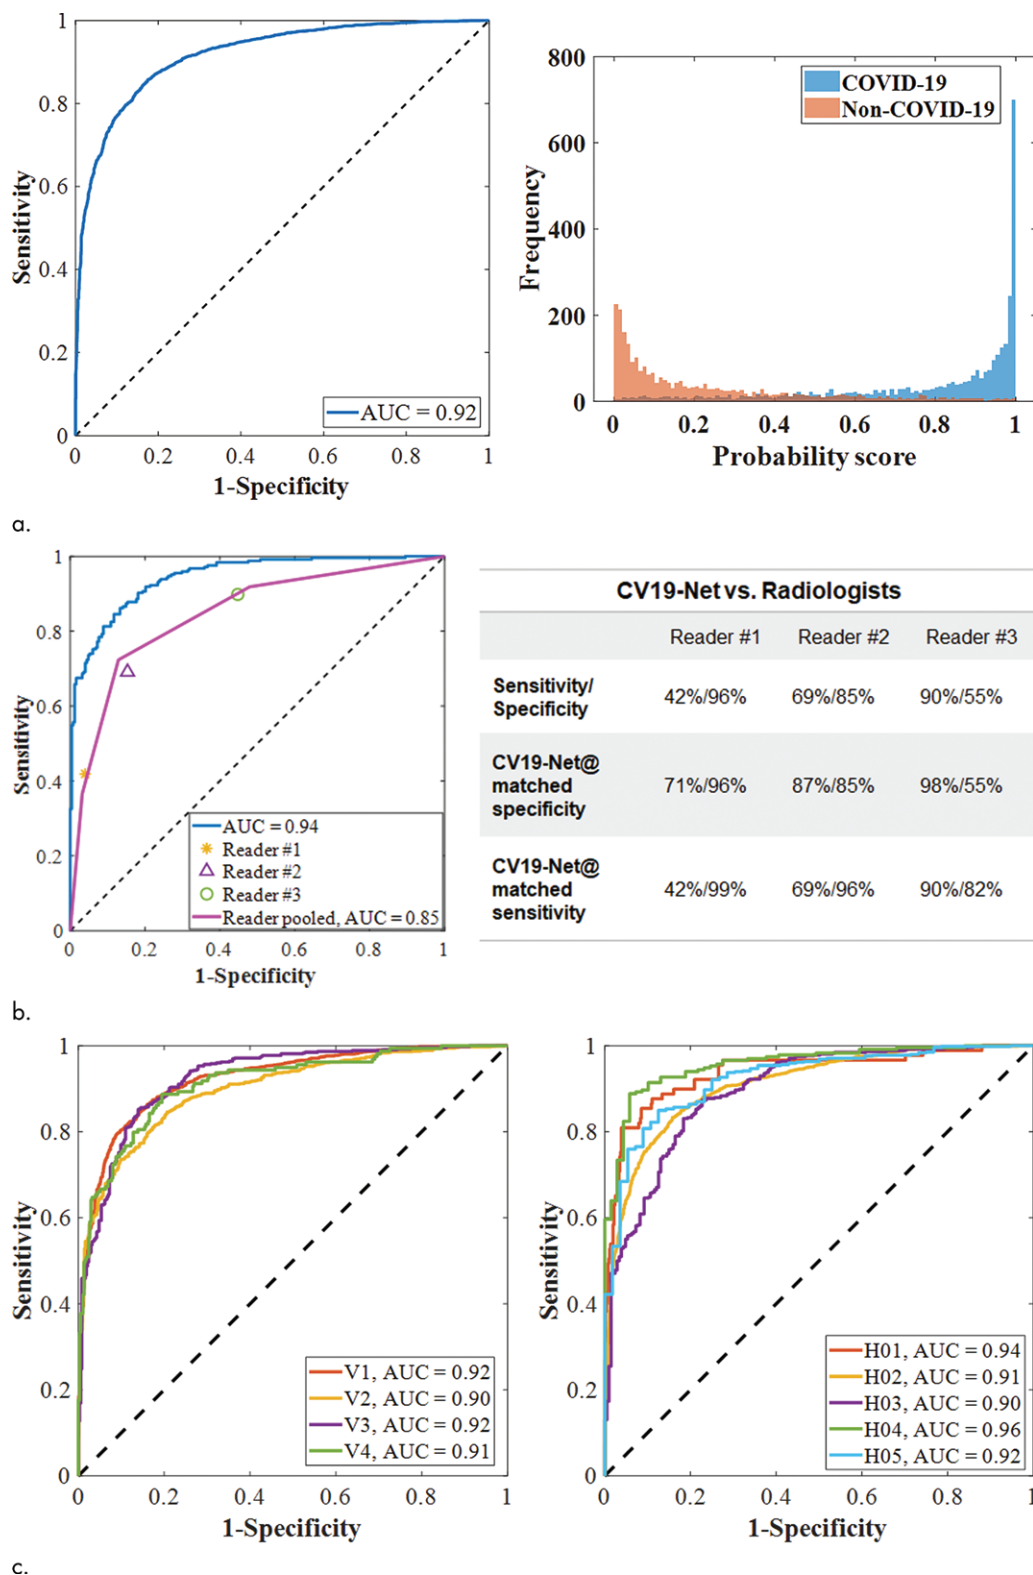 1
0.8
0.6
0.4
0.2
0
0 0.2 0.4 0.6 0.8 1
Sensitivity
1-Specificity
AUC = 0.92
800
600
400
200
0
0 0.2 0.4 0.6 0.8 1
Frequency
Probability score
COVID-19
Non-COVID-19
a.
1
0.8
0.6
0.4
0.2
0
0 0.2 0.4 0.6 0.8 1
Sensitivity
1-Specificity
AUC = 0.94
Reader #1
Reader #2
Reader #3
Reader pooled, AUC = 0.85
CV19-Net vs. Radiologists
Reader #1 Reader #2 Reader #3
Sensitivity/
Specificity
42%/96% 69%/85% 90%/55%
CV19-Net@
matched
specificity
71%/96% 87%/85% 98%/55%
CV19-Net@
matched
sensitivity
42%/99% 69%/96% 90%/82%
b.
1
0.8
0.6
0.4
0.2
0
0 0.2 0.4 0.6 0.8 1
Sensitivity
1-Specificity
V1, AUC = 0.92
V2, AUC = 0.90
V3, AUC = 0.92
V4, AUC = 0.91
1
0.8
0.6
0.4
0.2
0
0 0.2 0.4 0.6 0.8 1
Sensitivity
1-Specificity
H01, AUC = 0.94
H02, AUC = 0.91
H03, AUC = 0.90
H04, AUC = 0.96
H05, AUC = 0.92
c.